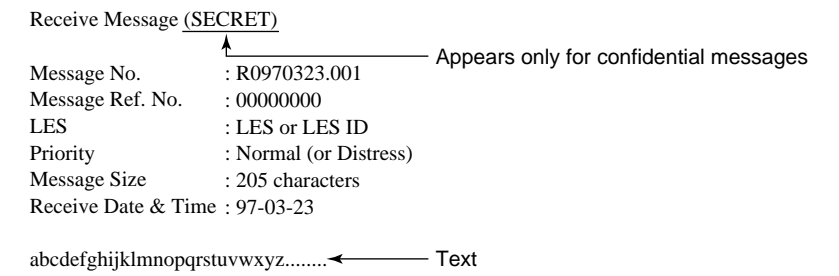 Receive Message (SECRET)
Appears only for confidential messages
Message No. : R0970323.001
Message Ref. No. : 00000000
LES : LES or LES ID
Priority : Normal (or Distress)
Message Size : 205 characters
Receive Date & Time : 97-03-23
abcdefghijklmnopqrstuvwxyz........ Text